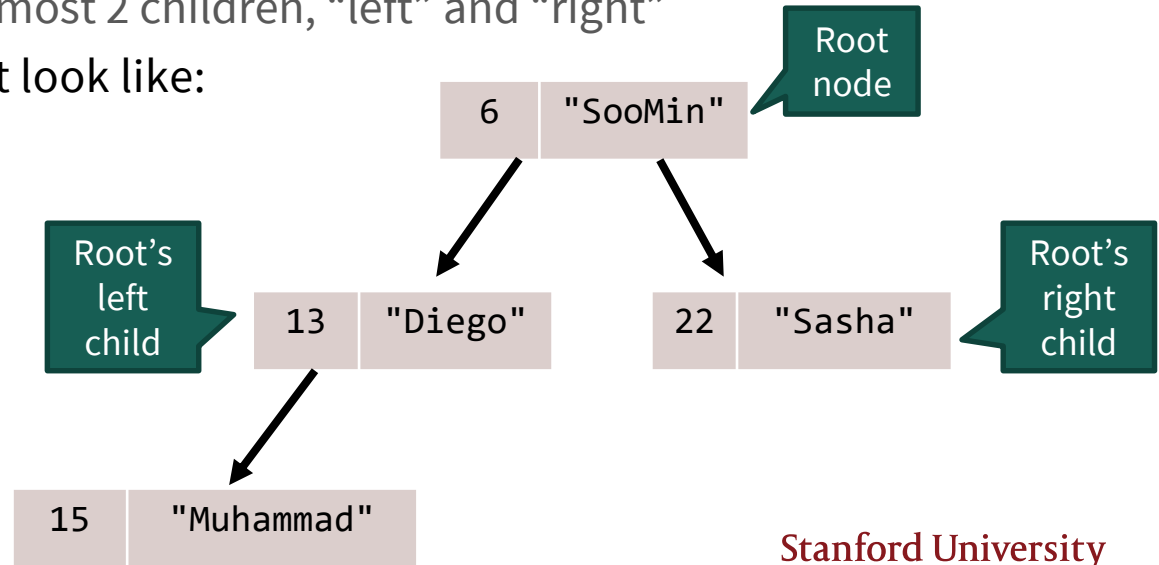 most 2 children, “left” and “right”
t look like:
Root
node
6 "SooMin"
Root’s
left
child
13 "Diego"
22 "Sasha"
Root’s
right
child
15 "Muhammad"
Stanford University